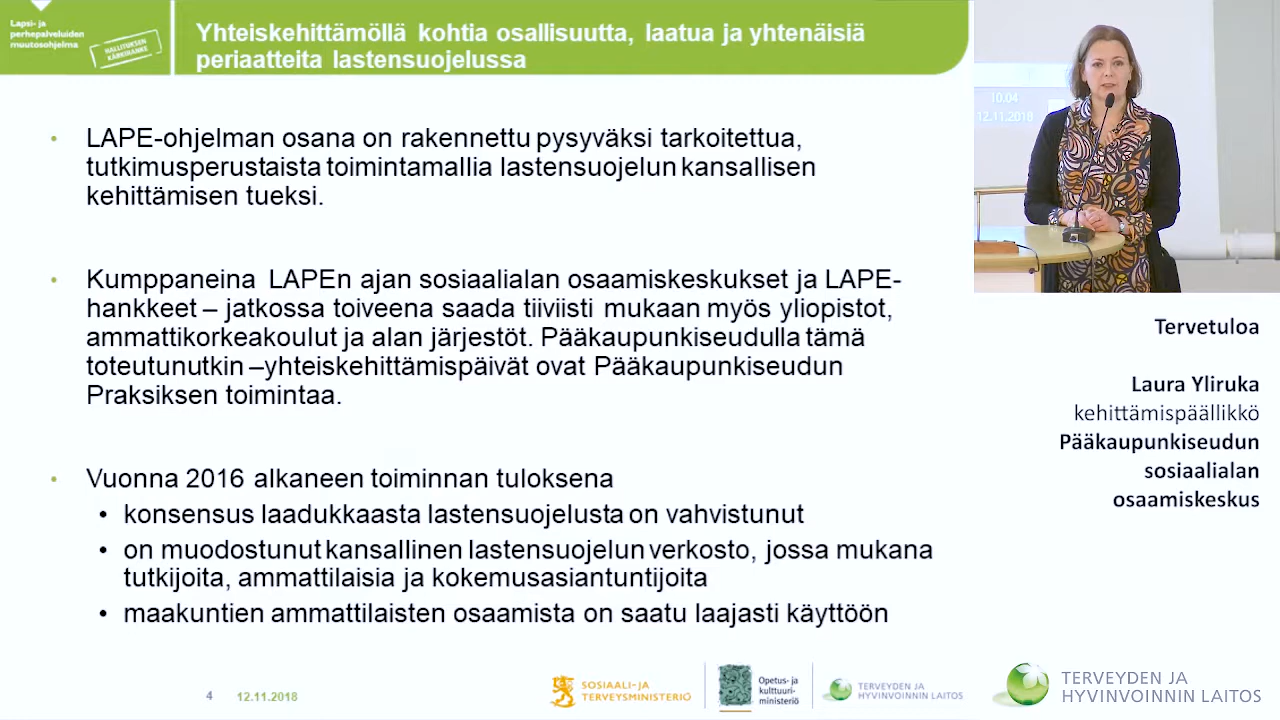 Lapsi- ja
perhepalveluiden
muutosohjelma
HALLITUKSEN
KÄRKIHANKE
Yhteiskehittämöllä kohtia osallisuutta, laatua ja yhtenäisiä
periaatteita lastensuojelussa
• LAPE-ohjelman osana on rakennettu pysyväksi tarkoitettua,
tutkimusperustaista toimintamallia lastensuojelun kansallisen
kehittämisen tueksi.
• Kumppaneina LAPEn ajan sosiaalialan osaamiskeskukset ja LAPE-
hankkeet – jatkossa toiveena saada tiiviisti mukaan myös yliopistot,
ammattikorkeakoulut ja alan järjestöt. Pääkaupunkiseudulla tämä
toteutunutkin –yhteiskehittämispäivät ovat Pääkaupunkiseudun
Praksiksen toimintaa.
• Vuonna 2016 alkaneen toiminnan tuloksena
• konsensus laadukkaasta lastensuojelusta on vahvistunut
• on muodostunut kansallinen lastensuojelun verkosto, jossa mukana
tutkijoita, ammattilaisia ja kokemusasiantuntijoita
• maakuntien ammattilaisten osaamista on saatu laajasti käyttöön
4 12.11.2018
SOSIAALI- JA
TERVEYSMINISTERIÖ
Opetus- ja
kulttuuri-
ministeriö
TERVEYDEN JA
HYVINVOINNIN LAITOS
10.04
12.11.2018
Tervetuloa
Laura Yliruka
kehittämispäällikkö
Pääkaupunkiseudun
sosiaalialan
osaamiskeskus
TERVEYDEN JA
HYVINVOINNIN LAITOS